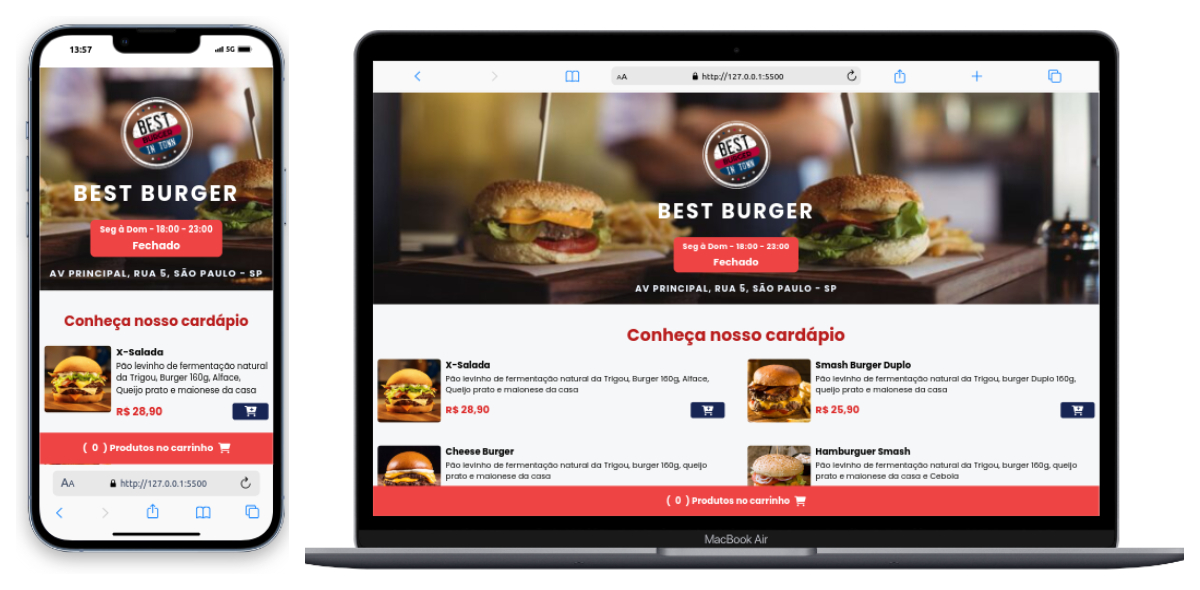 13:57
5G
BEST
BURGER
IN TOWN
BEST BURGER
Seg à Dom - 18:00 - 23:00
Fechado
AV PRINCIPAL, RUA 5, SÃO PAULO - SP
Conheça nosso cardápio
X-Salada
Pão levinho de fermentação natural
da Trigou, Burger 160g, Alface,
Queijo prato e maionese da casa
R$ 28,90
( 0 ) Produtos no carrinho
AA
http://127.0.0.1:5500
AA
http://127.0.0.1:5500
BEST
BURGER
IN TOWN
BEST BURGER
Seg à Dom - 18:00 - 23:00
Fechado
AV PRINCIPAL, RUA 5, SÃO PAULO - SP
Conheça nosso cardápio
X-Salada
Pão levinho de fermentação natural da Trigou, Burger 160g, Alface,
Queijo prato e maionese da casa
R$ 28,90
Smash Burger Duplo
Pão levinho de fermentação natural da Trigou, burger Duplo 160g,
queijo prato e maionese da casa
R$ 25,90
Cheese Burger
Pão levinho de fermentação natural da Trigou, burger 160g, queijo
prato e maionese da casa
Hamburguer Smash
Pão levinho de fermentação natural da Trigou, burger 160g, queijo
prato e maionese da casa e Cebola
( 0 ) Produtos no carrinho
MacBook Air